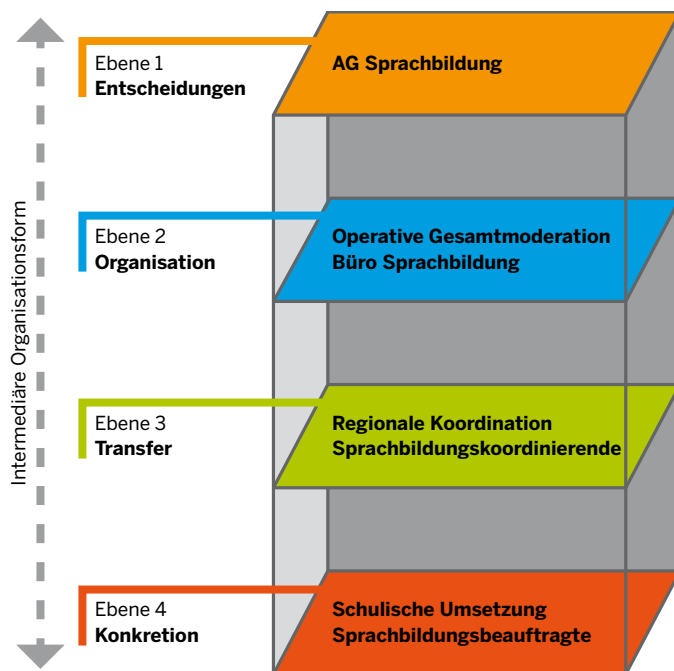 Intermediäre Organisationsform
Ebene 1
Entscheidungen
AG Sprachbildung
Ebene 2
Organisation
Operative Gesamtmoderation
Büro Sprachbildung
Ebene 3
Transfer
Regionale Koordination
Sprachbildungskoordinierende
Ebene 4
Konkretion
Schulische Umsetzung
Sprachbildungsbeauftragte